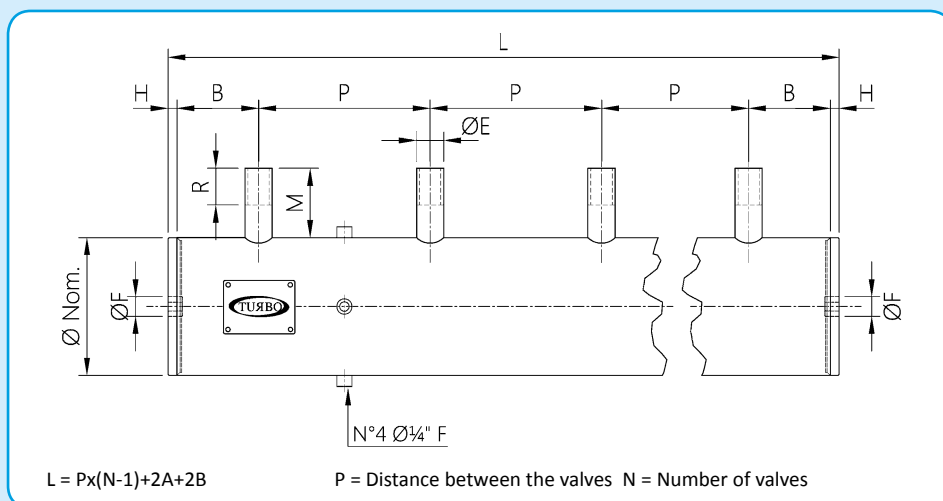 L
H B P P P B H
ØE
R
M
Ø Nom.
ØF
TURBO
ØF
N°4 Ø¼" F
L = Px(N-1)+2A+2B P = Distance between the valves N = Number of valves